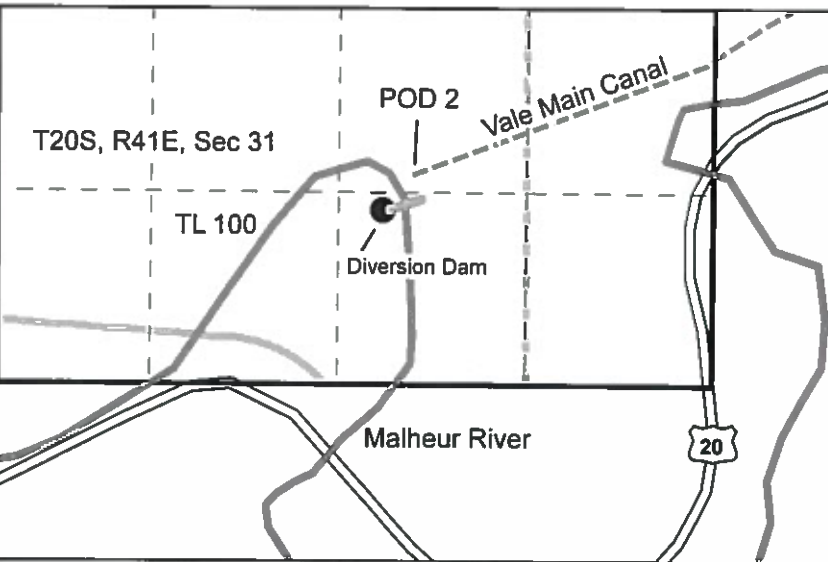 POD 2
Vale Main Canal
T20S, R41E, Sec 31
TL 100
Diversion Dam
Malheur River
20